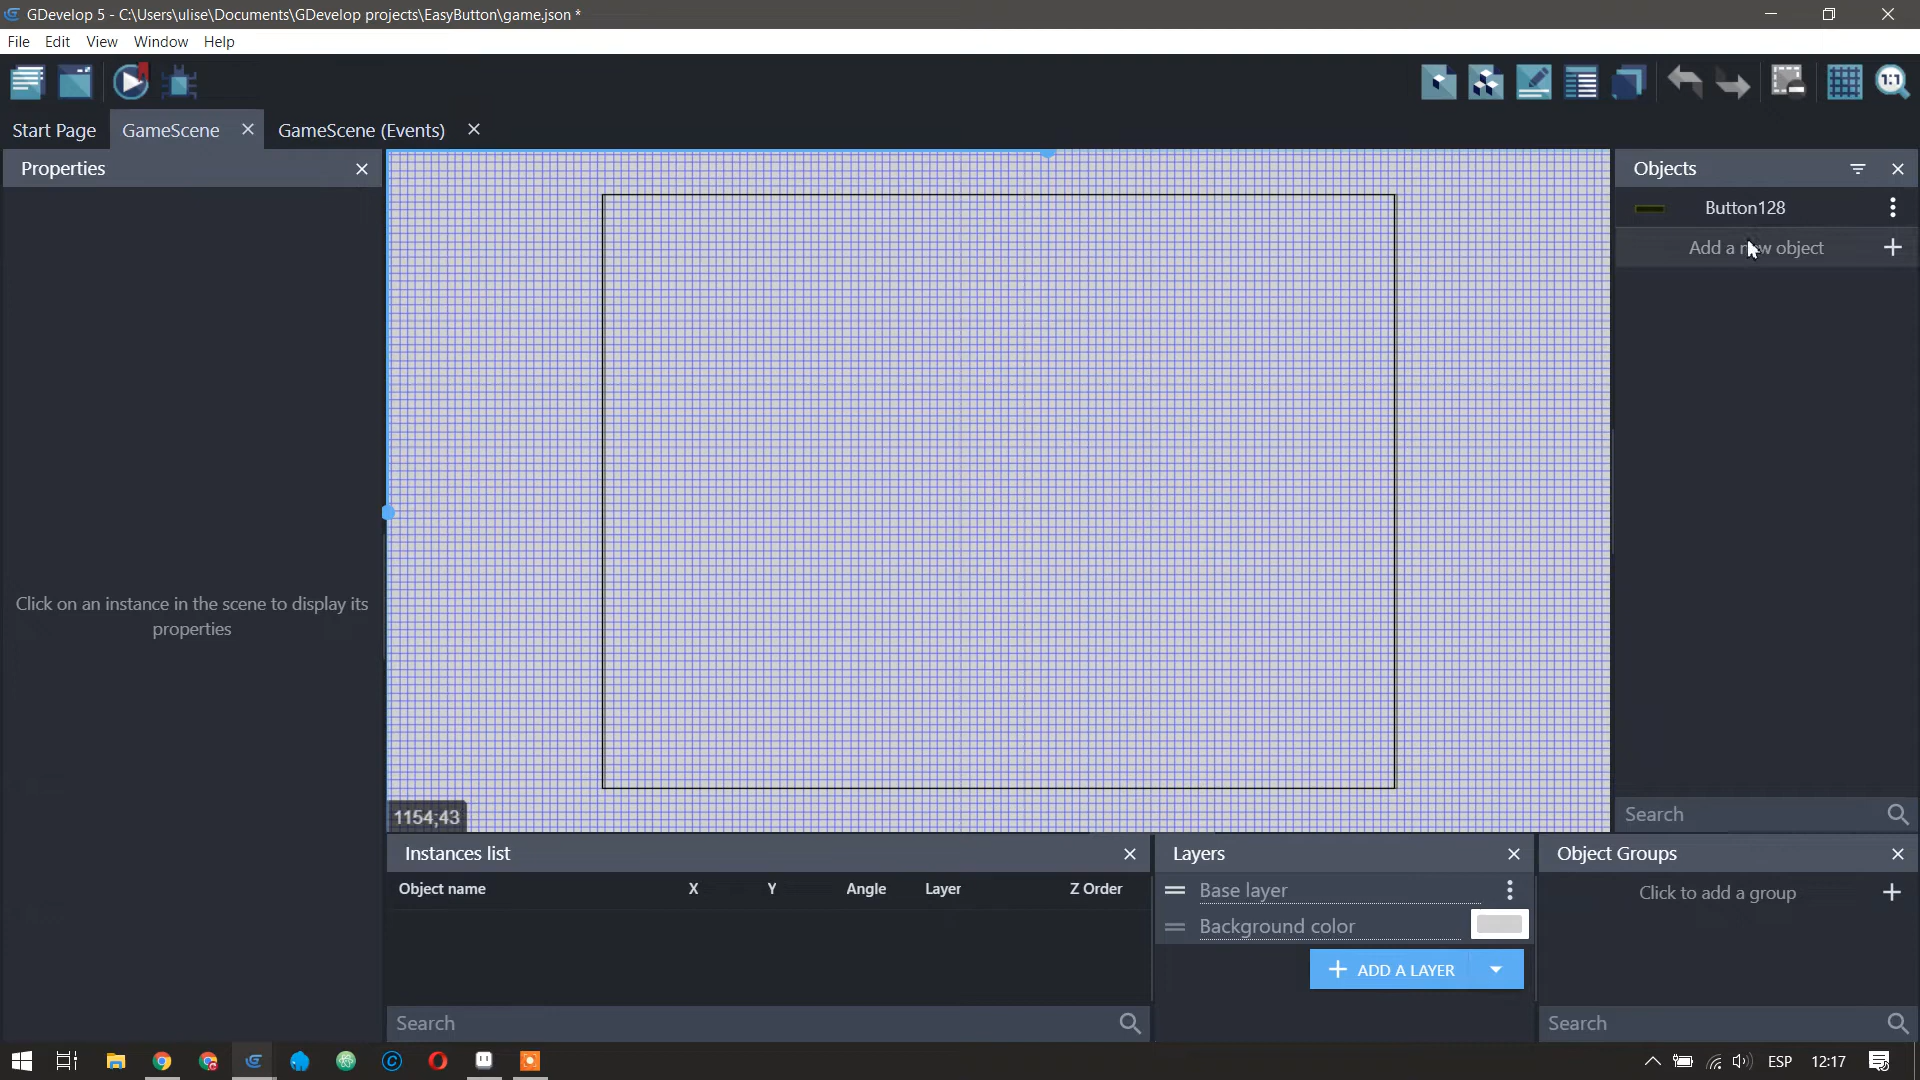 GDevelop 5 - C:\Users\ulise\Documents\GDevelop projects\EasyButton\game.json *
File Edit View Window Help
1:1
Start Page GameScene GameScene (Events)
Properties
Objects
Button128
Add a new object
Click on an instance in the scene to display its
properties
1154;43
Search
Instances list
Layers
Object Groups
Object name X Y Angle Layer Z Order
Base layer
Click to add a group
Background color
ADD A LAYER
Search
Search
ESP 12:17